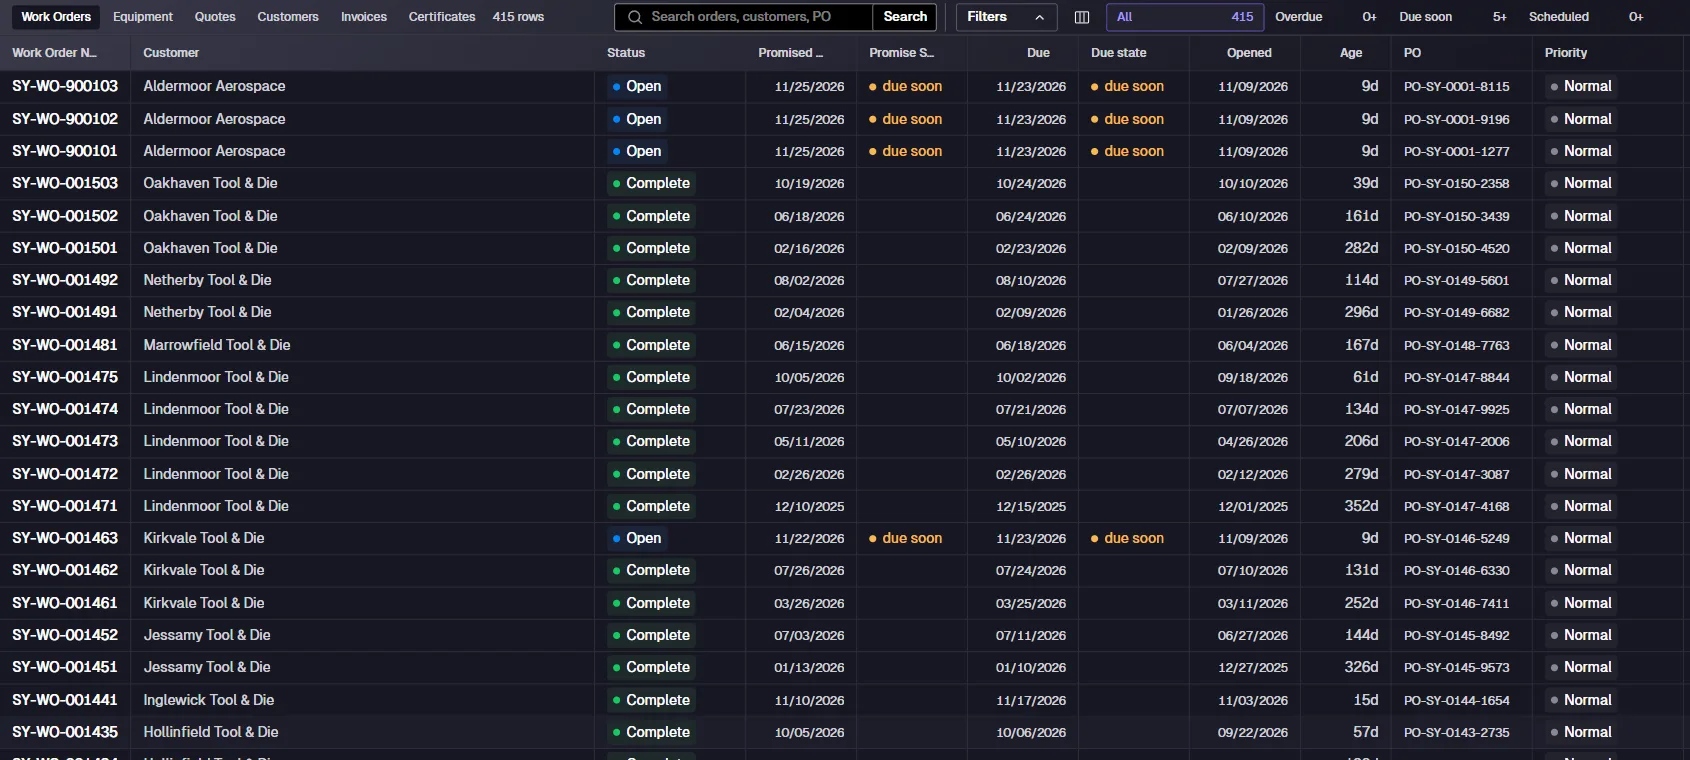 Work Orders Equipment Quotes Customers Invoices Certificates 415 rows Search orders, customers, PO Search Filters All 415 Overdue 0+ Due soon 5+ Scheduled 0+
Work Order N... Customer Status Promised ... Promise S... Due Due state Opened Age PO Priority
SY-WO-900103 Aldermoor Aerospace Open 11/25/2026 due soon 11/23/2026 due soon 11/09/2026 9d PO-SY-0001-8115 Normal
SY-WO-900102 Aldermoor Aerospace Open 11/25/2026 due soon 11/23/2026 due soon 11/09/2026 9d PO-SY-0001-9196 Normal
SY-WO-900101 Aldermoor Aerospace Open 11/25/2026 due soon 11/23/2026 due soon 11/09/2026 9d PO-SY-0001-1277 Normal
SY-WO-001503 Oakhaven Tool & Die Complete 10/19/2026 10/24/2026 10/10/2026 39d PO-SY-0150-2358 Normal
SY-WO-001502 Oakhaven Tool & Die Complete 06/18/2026 06/24/2026 06/10/2026 161d PO-SY-0150-3439 Normal
SY-WO-001501 Oakhaven Tool & Die Complete 02/16/2026 02/23/2026 02/09/2026 282d PO-SY-0150-4520 Normal
SY-WO-001492 Netherby Tool & Die Complete 08/02/2026 08/10/2026 07/27/2026 114d PO-SY-0149-5601 Normal
SY-WO-001491 Netherby Tool & Die Complete 02/04/2026 02/09/2026 01/26/2026 296d PO-SY-0149-6682 Normal
SY-WO-001481 Marrowfield Tool & Die Complete 06/15/2026 06/18/2026 06/04/2026 167d PO-SY-0148-7763 Normal
SY-WO-001475 Lindenmoor Tool & Die Complete 10/05/2026 10/02/2026 09/18/2026 61d PO-SY-0147-8844 Normal
SY-WO-001474 Lindenmoor Tool & Die Complete 07/23/2026 07/21/2026 07/07/2026 134d PO-SY-0147-9925 Normal
SY-WO-001473 Lindenmoor Tool & Die Complete 05/11/2026 05/10/2026 04/26/2026 206d PO-SY-0147-2006 Normal
SY-WO-001472 Lindenmoor Tool & Die Complete 02/26/2026 02/26/2026 02/12/2026 279d PO-SY-0147-3087 Normal
SY-WO-001471 Lindenmoor Tool & Die Complete 12/10/2025 12/15/2025 12/01/2025 352d PO-SY-0147-4168 Normal
SY-WO-001463 Kirkvale Tool & Die Open 11/22/2026 due soon 11/23/2026 due soon 11/09/2026 9d PO-SY-0146-5249 Normal
SY-WO-001462 Kirkvale Tool & Die Complete 07/26/2026 07/24/2026 07/10/2026 131d PO-SY-0146-6330 Normal
SY-WO-001461 Kirkvale Tool & Die Complete 03/26/2026 03/25/2026 03/11/2026 252d PO-SY-0146-7411 Normal
SY-WO-001452 Jessamy Tool & Die Complete 07/03/2026 07/11/2026 06/27/2026 144d PO-SY-0145-8492 Normal
SY-WO-001451 Jessamy Tool & Die Complete 01/13/2026 01/10/2026 12/27/2025 326d PO-SY-0145-9573 Normal
SY-WO-001441 Inglewick Tool & Die Complete 11/10/2026 11/17/2026 11/03/2026 15d PO-SY-0144-1654 Normal
SY-WO-001435 Hollinfield Tool & Die Complete 10/05/2026 10/06/2026 09/22/2026 57d PO-SY-0143-2735 Normal